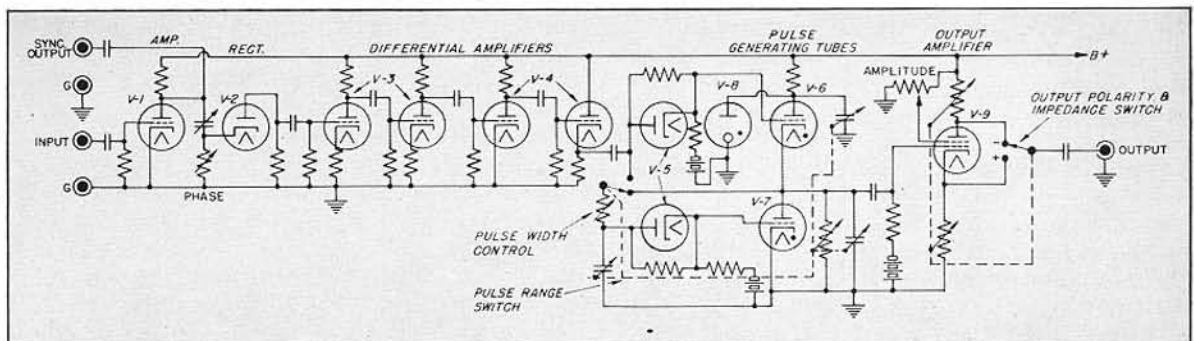 SYNC
OUTPUT
G
INPUT
G
AMP.
RECT.
DIFFERENTIAL AMPLIFIERS
PULSE
GENERATING TUBES
OUTPUT
AMPLIFIER
B+
V-1
V-2
PHASE
V-3
V-4
V-5
V-8
V-6
V-7
AMPLITUDE
V-9
OUTPUT POLARITY &
IMPEDANCE
SWITCH
-
+
OUTPUT
PULSE WIDTH
CONTROL
PULSE RANGE
SWITCH